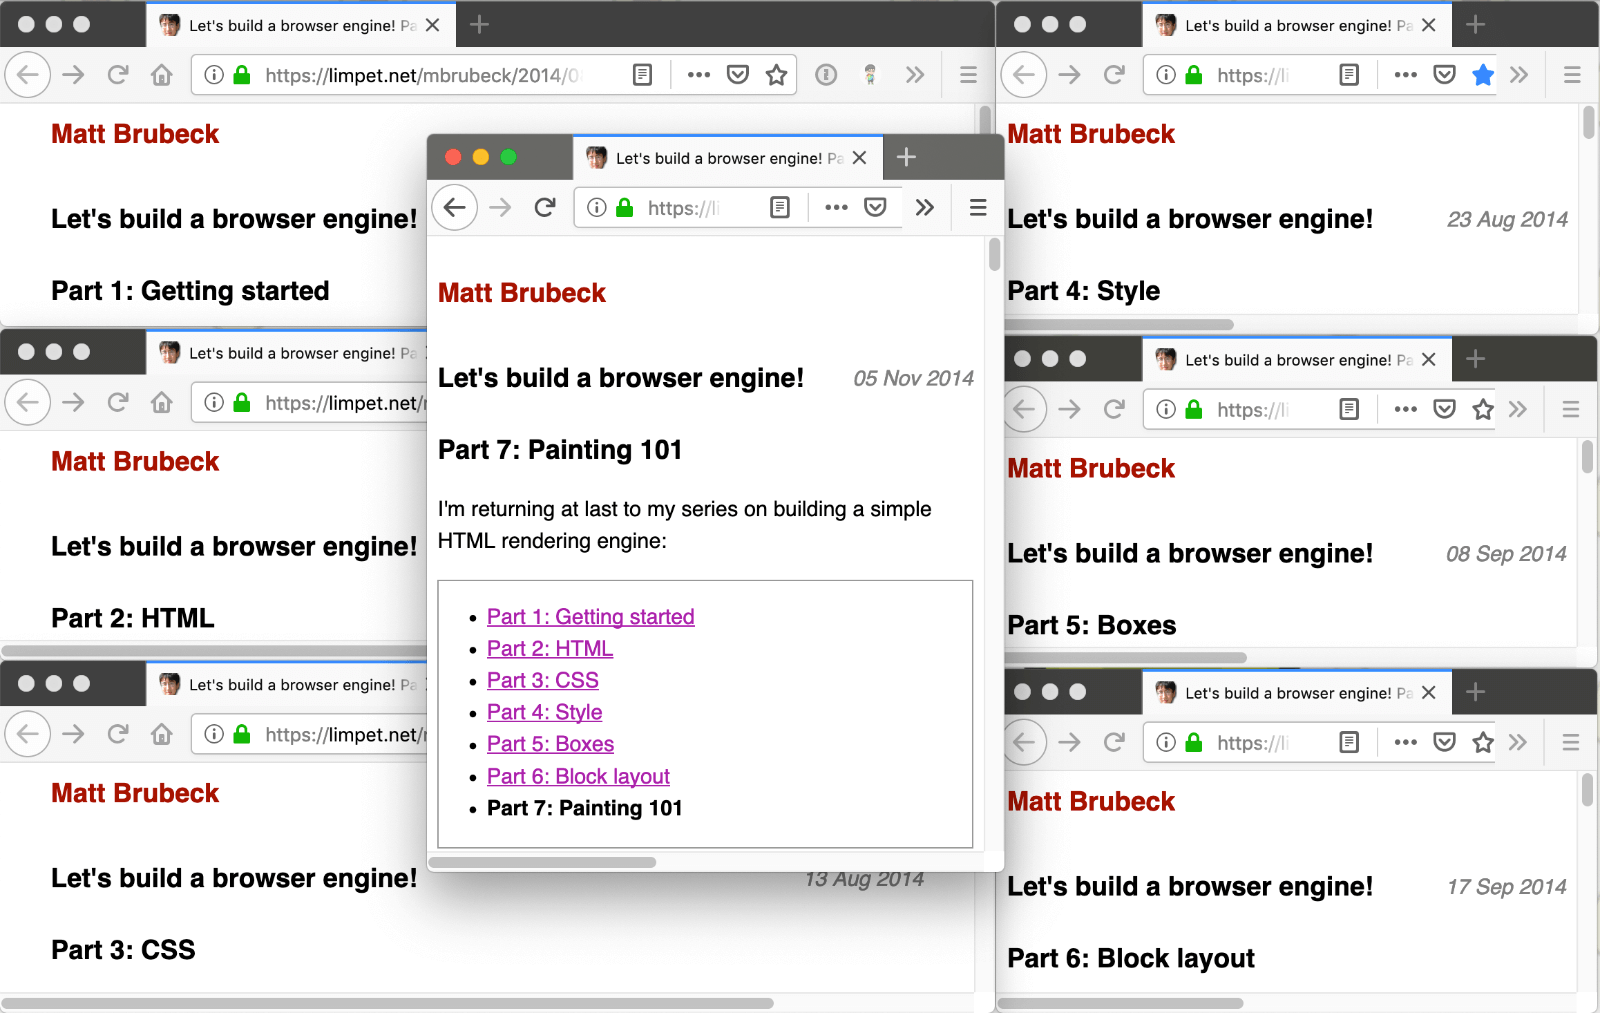 Let's build a browser engine! Pa
https://limpet.net/mbrubeck/2014/0
Matt Brubeck
Let's build a browser engine!
Part 1: Getting started
Let's build a browser engine! Pa
https://limpet.net/
Matt Brubeck
Let's build a browser engine!
Part 2: HTML
Let's build a browser engine! Pa
https://limpet.net/
Matt Brubeck
Let's build a browser engine!
13 Aug 2014
Part 3: CSS
Let's build a browser engine! Pa
https://li
Matt Brubeck
Let's build a browser engine!
05 Nov 2014
Part 7: Painting 101
I'm returning at last to my series on building a simple
HTML rendering engine:
• Part 1: Getting started
• Part 2: HTML
• Part 3: CSS
• Part 4: Style
• Part 5: Boxes
• Part 6: Block layout
• Part 7: Painting 101
Let's build a browser engine! Pa
https://li
Matt Brubeck
Let's build a browser engine!
23 Aug 2014
Part 4: Style
Let's build a browser engine! Pa
https://li
Matt Brubeck
Let's build a browser engine!
08 Sep 2014
Part 5: Boxes
Let's build a browser engine! Pa
https://li
Matt Brubeck
Let's build a browser engine!
17 Sep 2014
Part 6: Block layout